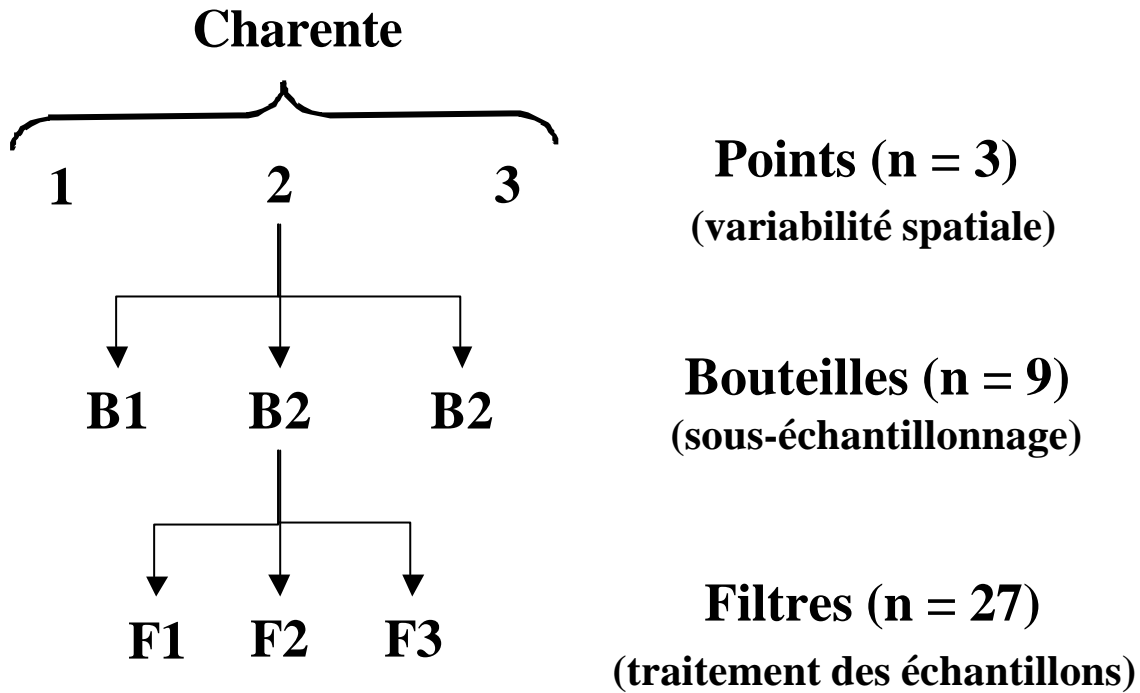 Charente
1 2 3
Points (n = 3)
(variabilité spatiale)
B1 B2 B2
Bouteilles (n = 9)
(sous-échantillonnage)
F1 F2 F3
Filtres (n = 27)
(traitement des échantillons)